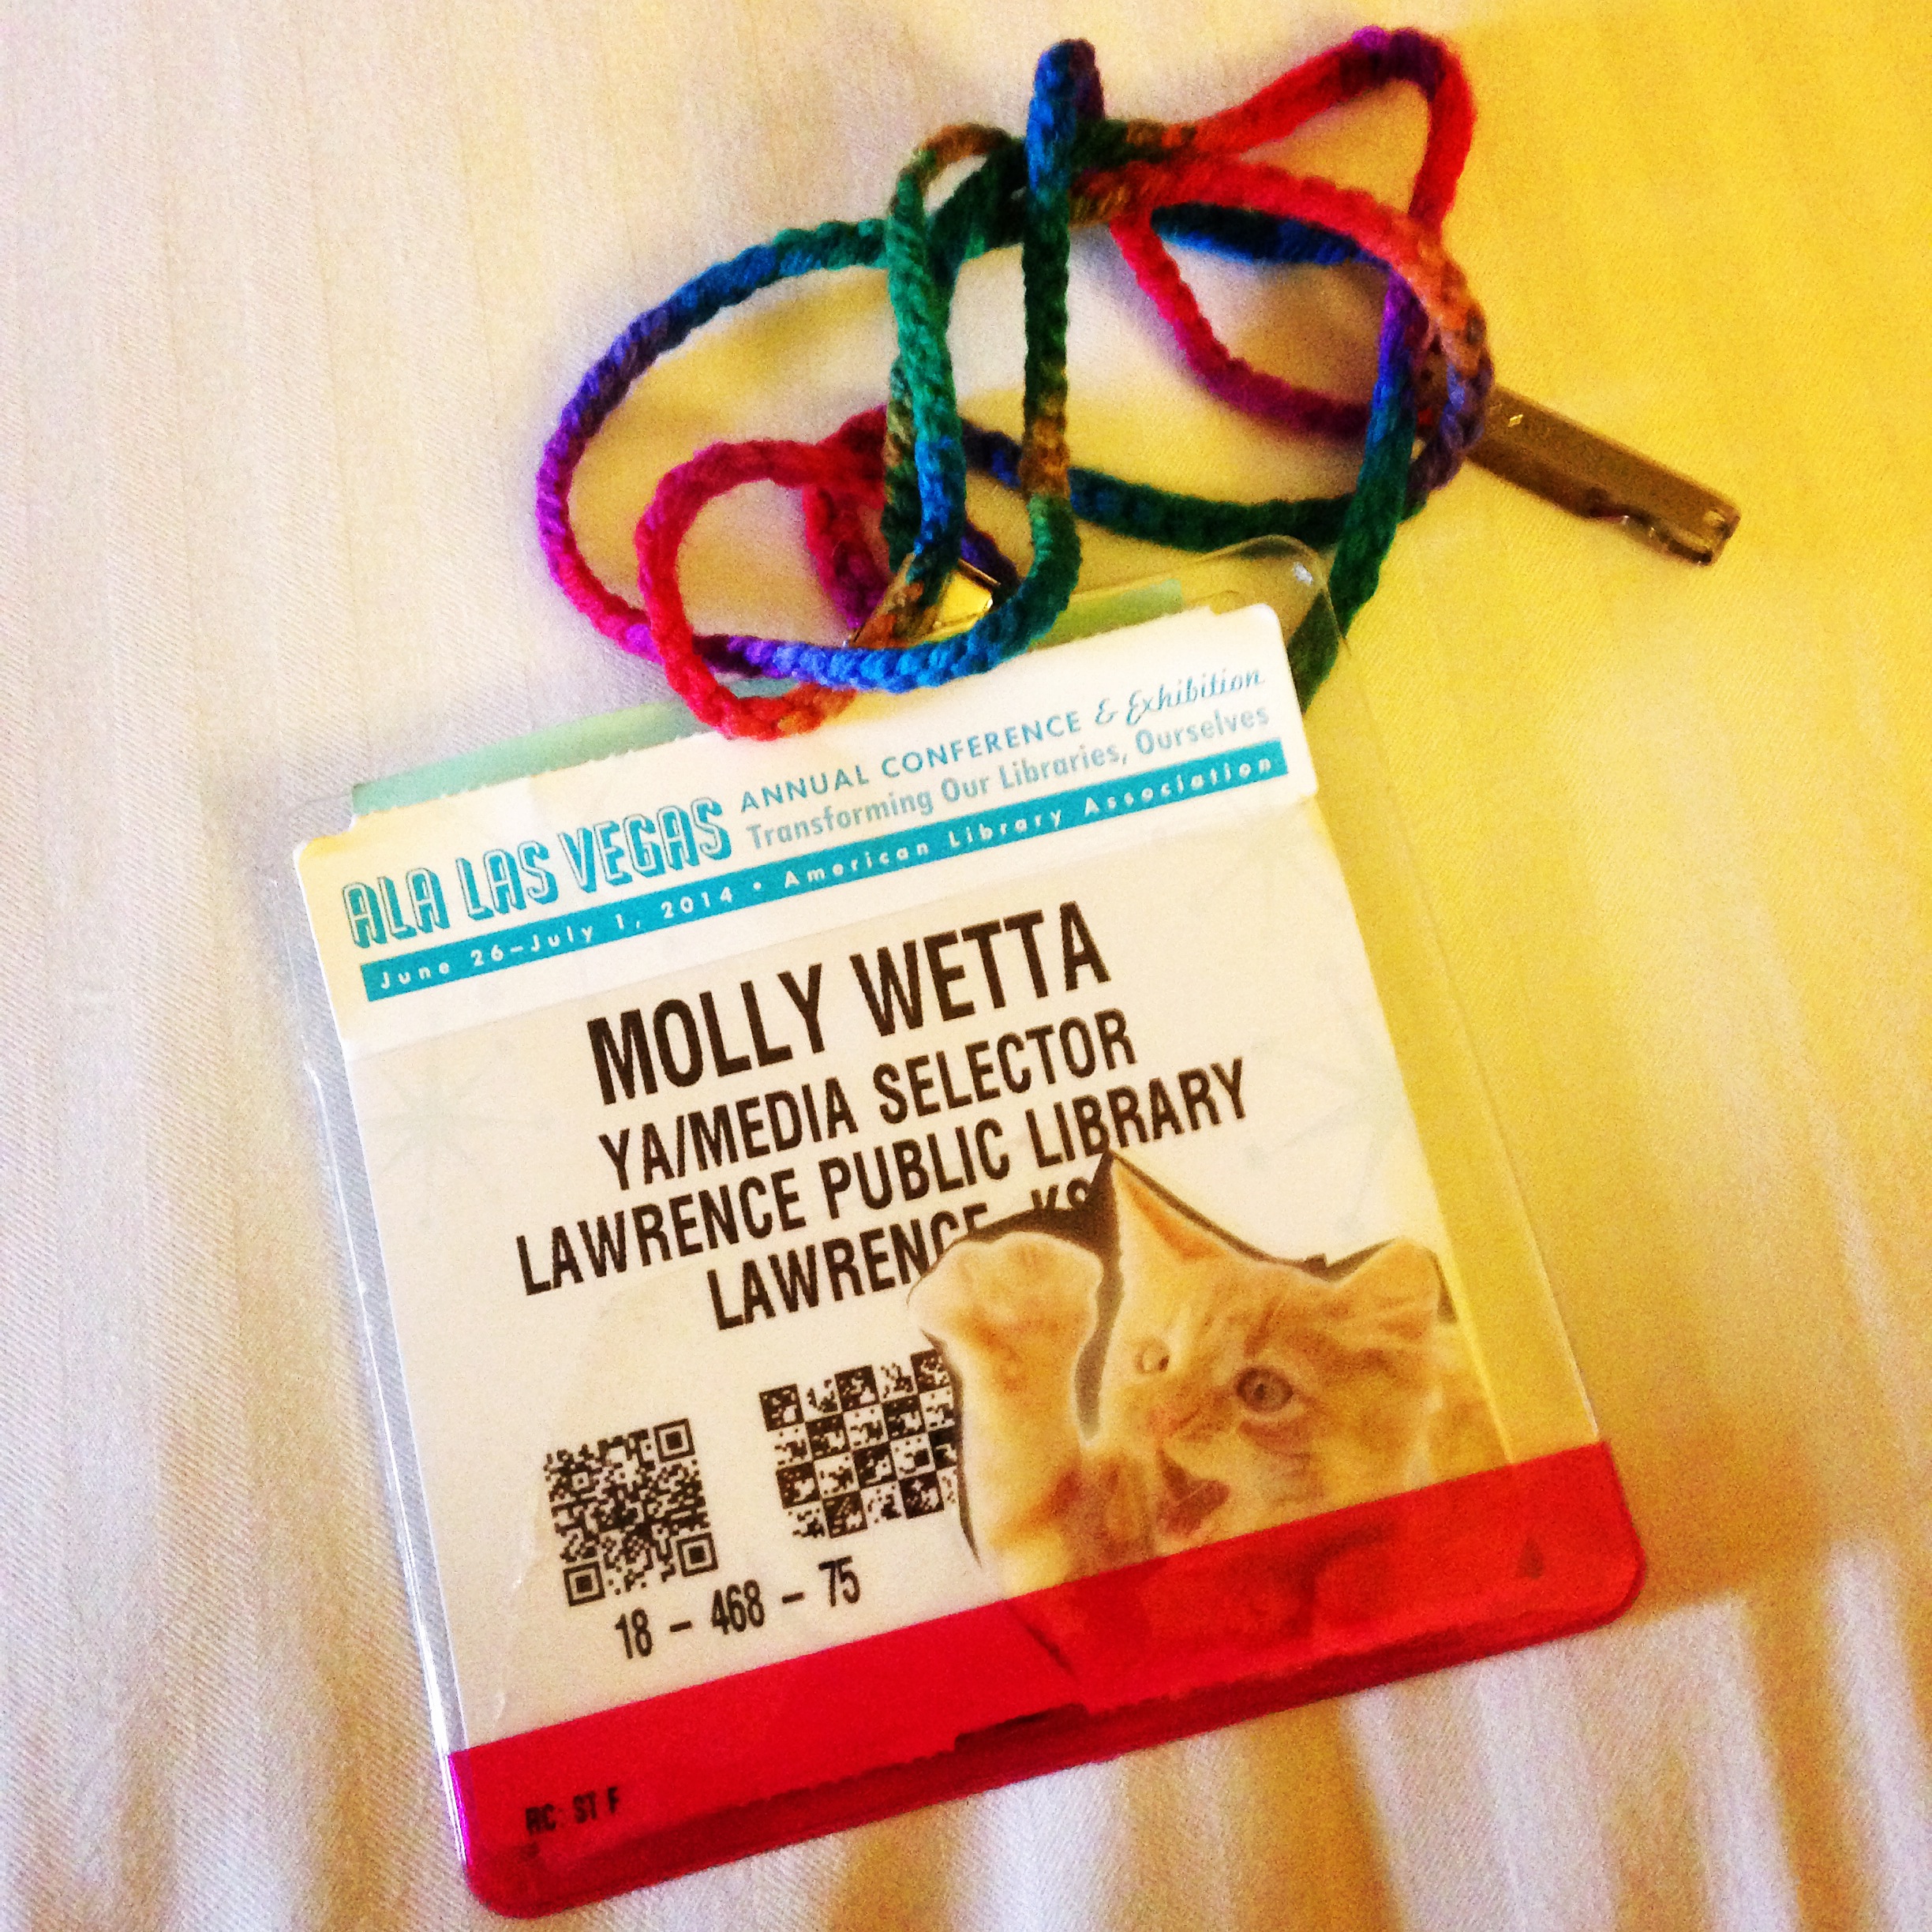 ALA LAS VEGAS ANNUAL CONFERENCE & Exhibition
Transforming Our Libraries, Ourselves
June 26–July 1, 2014 • American Library Association
MOLLY WETTA
YA/MEDIA SELECTOR
LAWRENCE PUBLIC LIBRARY
LAWRENCE, KS
18 – 468 – 75
RC: ST F